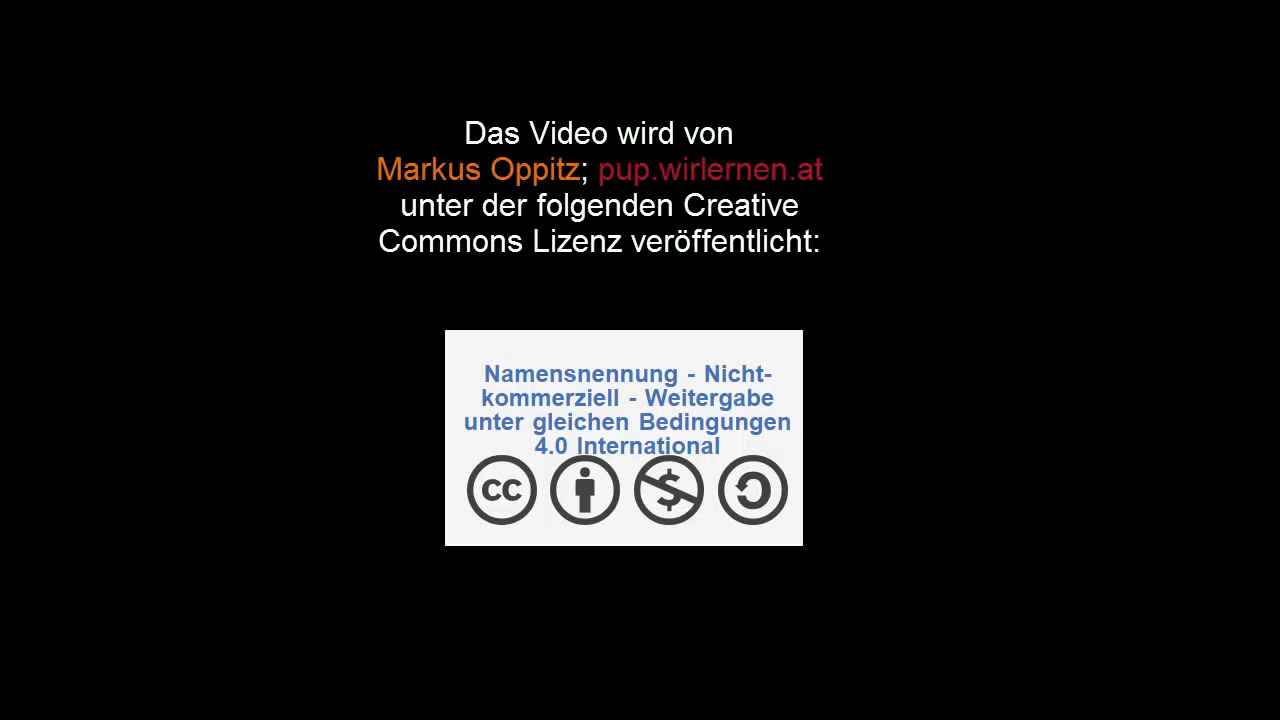 Das Video wird von
Markus Oppitz; pup.wirlernen.at
unter der folgenden Creative
Commons Lizenz veröffentlicht:
Namensnennung - Nicht-
kommerziell - Weitergabe
unter gleichen Bedingungen
4.0 International
cc